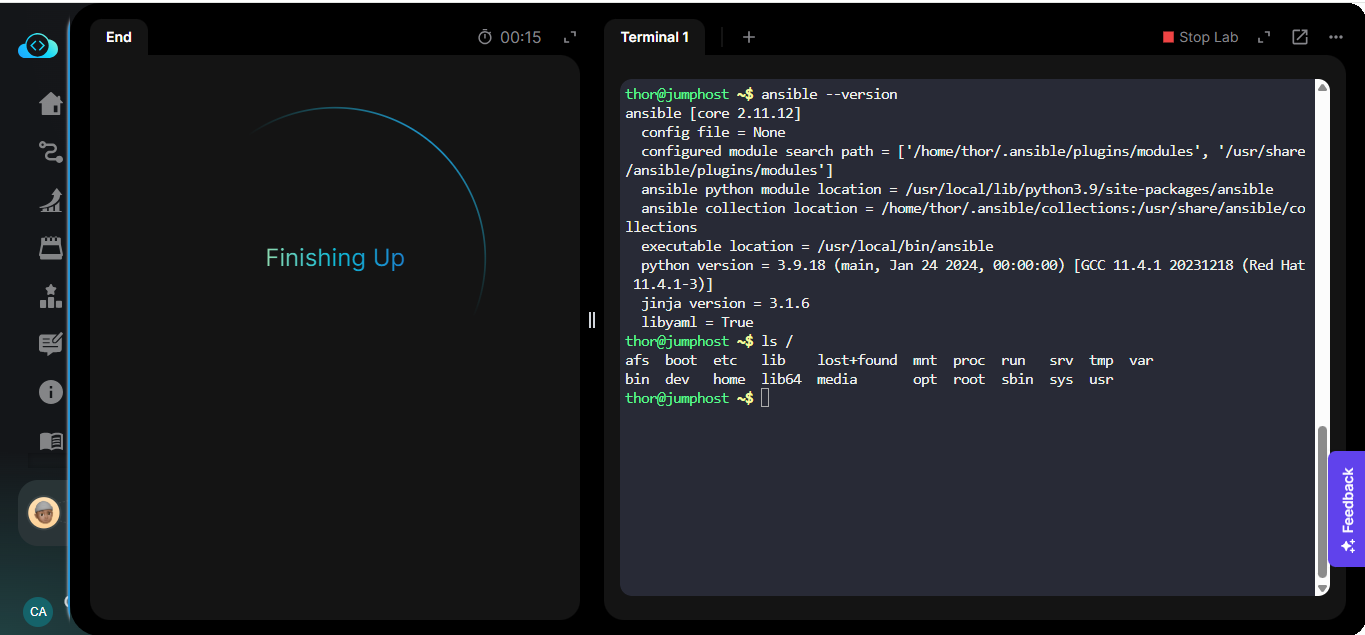 End
00:15
Finishing Up
Terminal 1
+
Stop Lab
thor@jumphost ~$ ansible --version
ansible [core 2.11.12]
  config file = None
  configured module search path = ['/home/thor/.ansible/plugins/modules', '/usr/share
/ansible/plugins/modules']
  ansible python module location = /usr/local/lib/python3.9/site-packages/ansible
  ansible collection location = /home/thor/.ansible/collections:/usr/share/ansible/co
llections
  executable location = /usr/local/bin/ansible
  python version = 3.9.18 (main, Jan 24 2024, 00:00:00) [GCC 11.4.1 20231218 (Red Hat
 11.4.1-3)]
  jinja version = 3.1.6
  libyaml = True
thor@jumphost ~$ ls /
afs  boot  etc   lib    lost+found  mnt  proc  run   srv  tmp  var
bin  dev   home  lib64  media       opt  root  sbin  sys  usr
thor@jumphost ~$
Feedback
CA